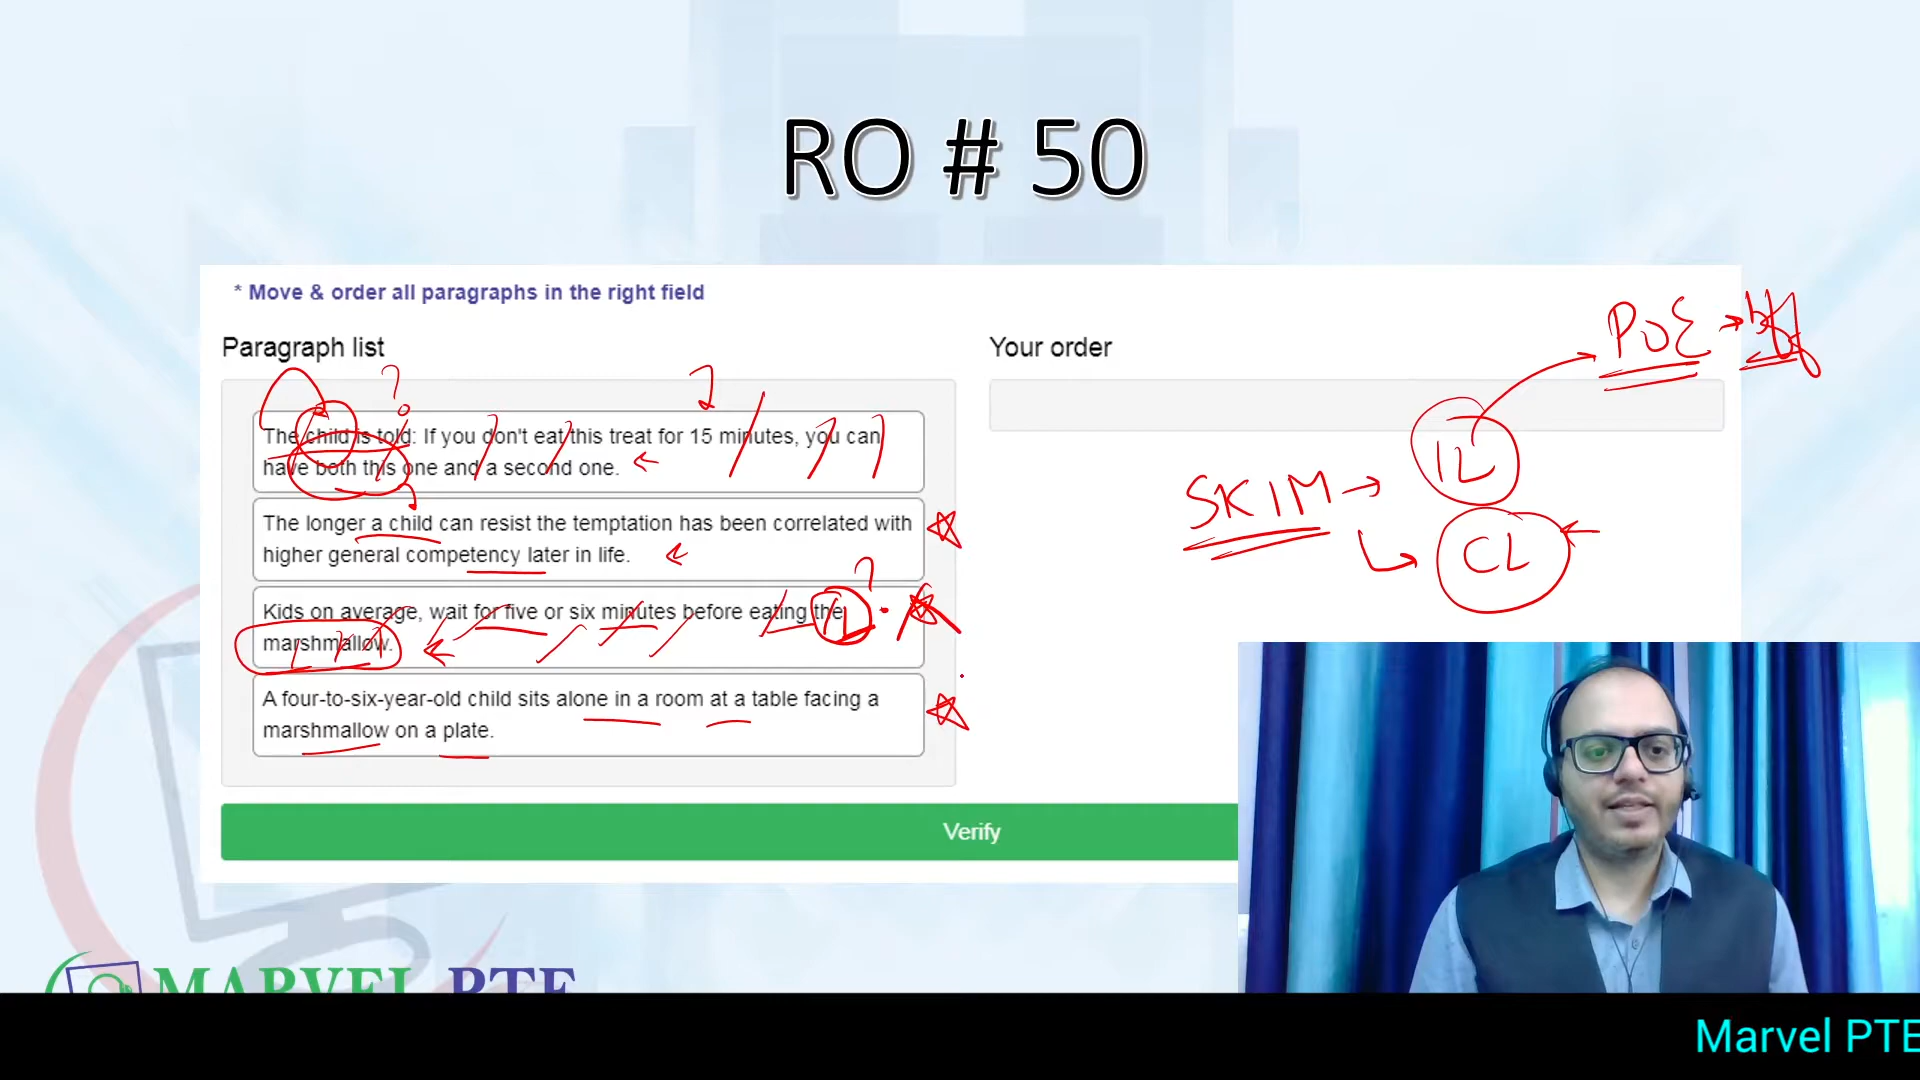 RO # 50
* Move & order all paragraphs in the right field
Paragraph list
Your order
The child is told: If you don't eat this treat for 15 minutes, you can
have both this one and a second one.
The longer a child can resist the temptation has been correlated with
higher general competency later in life.
Kids on average, wait for five or six minutes before eating the
marshmallow.
A four-to-six-year-old child sits alone in a room at a table facing a
marshmallow on a plate.
Verify
SKIM
IL
CL
POE
MARVEL PTE
Marvel PTE